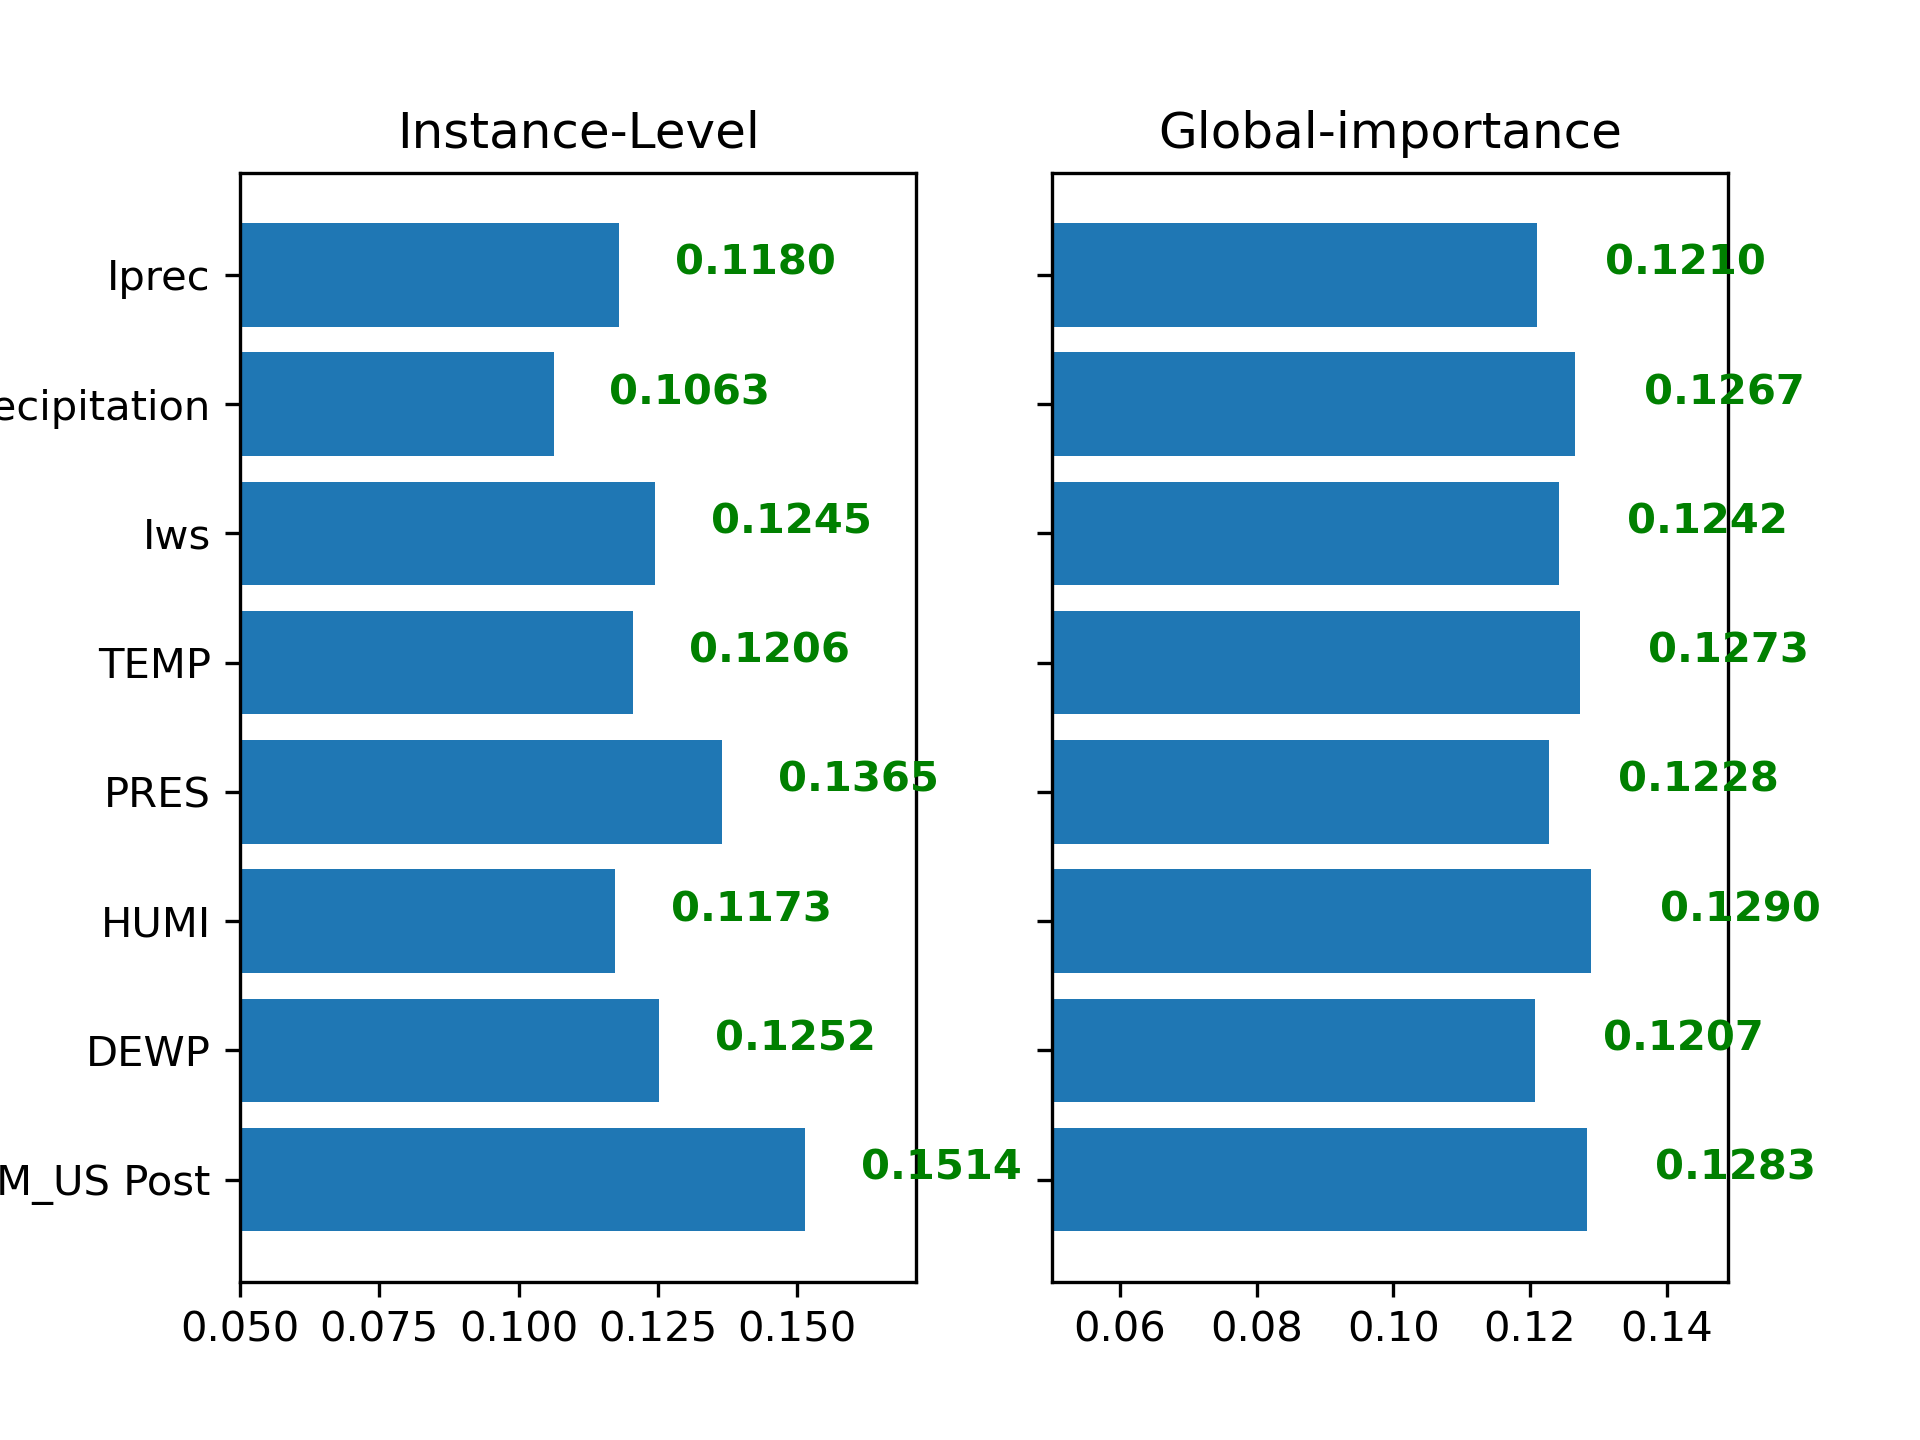 Instance-Level
Iprec
ecipitation
Iws
TEMP
PRES
HUMI
DEWP
M_US Post
0.1180
0.1063
0.1245
0.1206
0.1365
0.1173
0.1252
0.1514
0.050 0.075 0.100 0.125 0.150
Global-importance
0.1210
0.1267
0.1242
0.1273
0.1228
0.1290
0.1207
0.1283
0.06 0.08 0.10 0.12 0.14